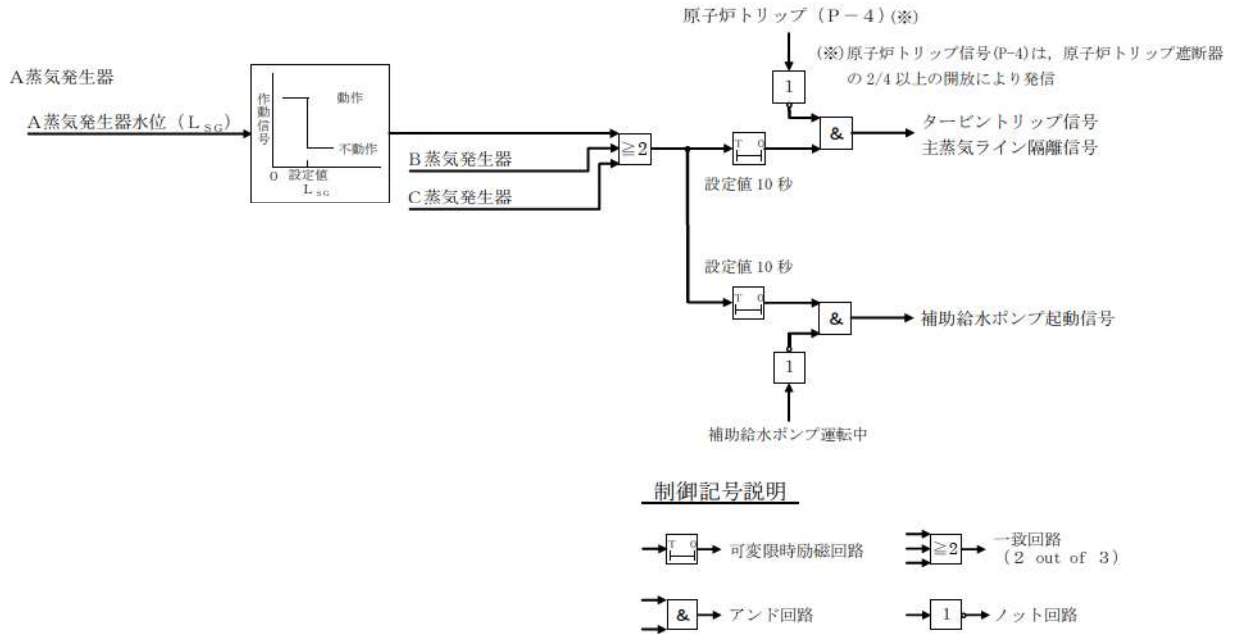 原子炉トリップ（P－4）(※)
(※)原子炉トリップ信号(P-4)は，原子炉トリップ遮断器
の2/4以上の開放により発信
A蒸気発生器
A蒸気発生器水位（L SG）
作動信号
動作
不動作
0
設定値
L SG
B蒸気発生器
C蒸気発生器
≧2
T 0
設定値10秒
1
&
タービントリップ信号
主蒸気ライン隔離信号
設定値10秒
T 0
&
補助給水ポンプ起動信号
1
補助給水ポンプ運転中
制御記号説明
T 0
可変限時励磁回路
≧2
一致回路
（2 out of 3）
&
アンド回路
1
ノット回路